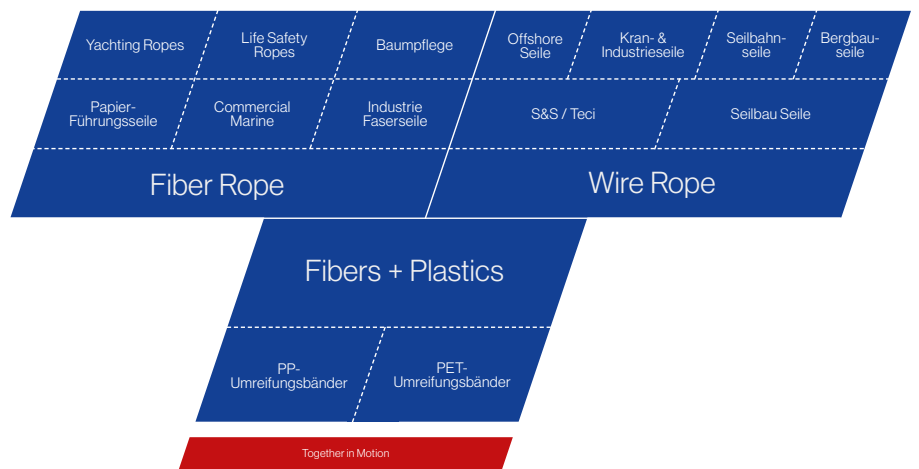 Yachting Ropes
Life Safety
Ropes
Baumpflege
Offshore
Seile
Kran- &
Industrieseile
Seilbahn-
seile
Bergbau-
seile
Papier-
Führungsseile
Commercial
Marine
Industrie
Faserseile
S&S / Teci
Seilbau Seile
Fiber Rope
Wire Rope
Fibers + Plastics
PP-
Umreifungsbänder
PET-
Umreifungsbänder
Together in Motion